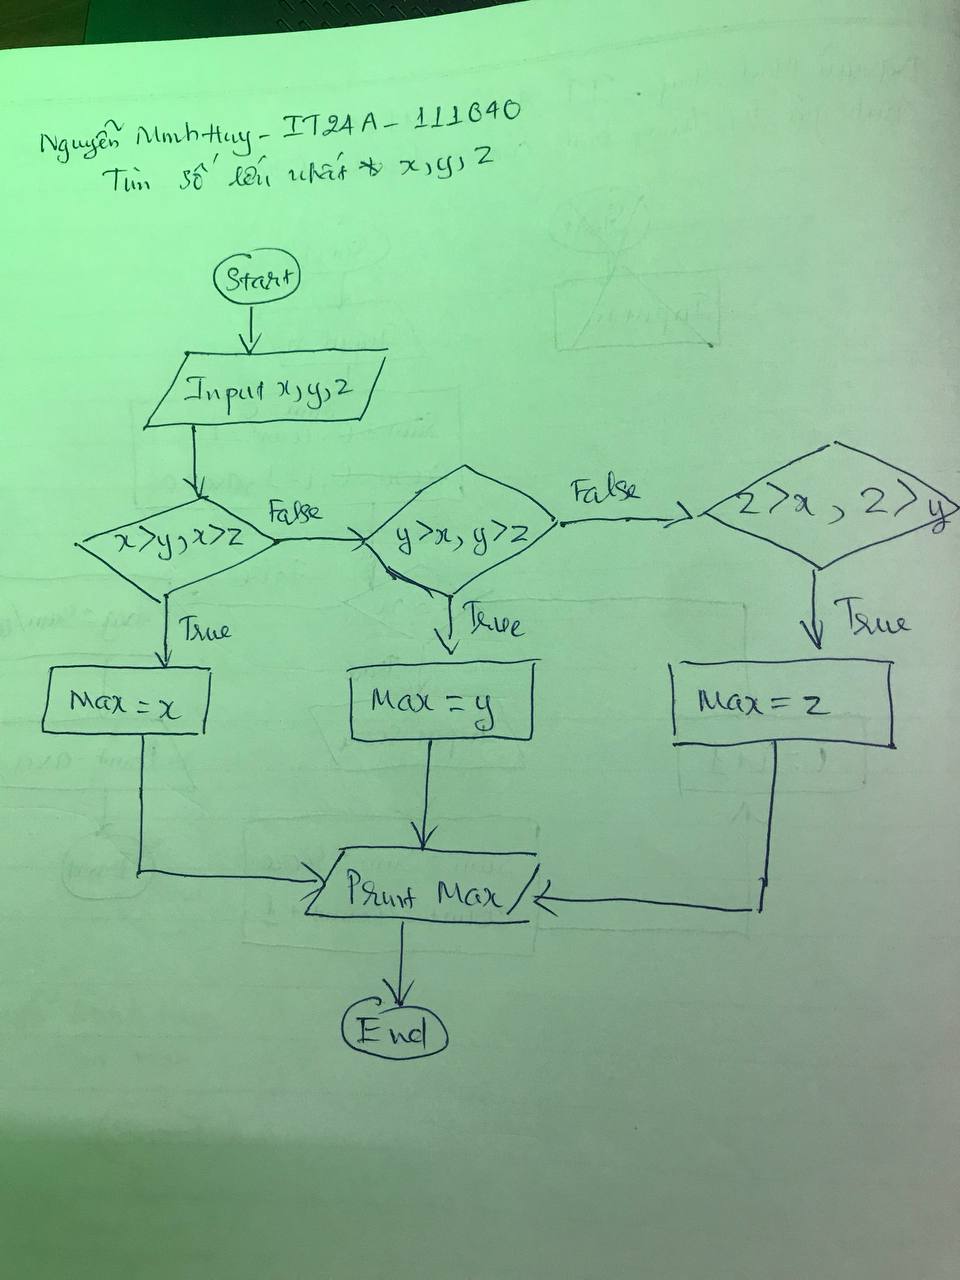 Nguyễn Minh Huy - IT24A - 111640
Tìm số lớn nhất x, y, z
Start
Input x, y, z
x>y, x>z
False
y>x, y>z
False
z>x, z>y
True
True
True
Max = x
Max = y
Max = z
Print Max
End